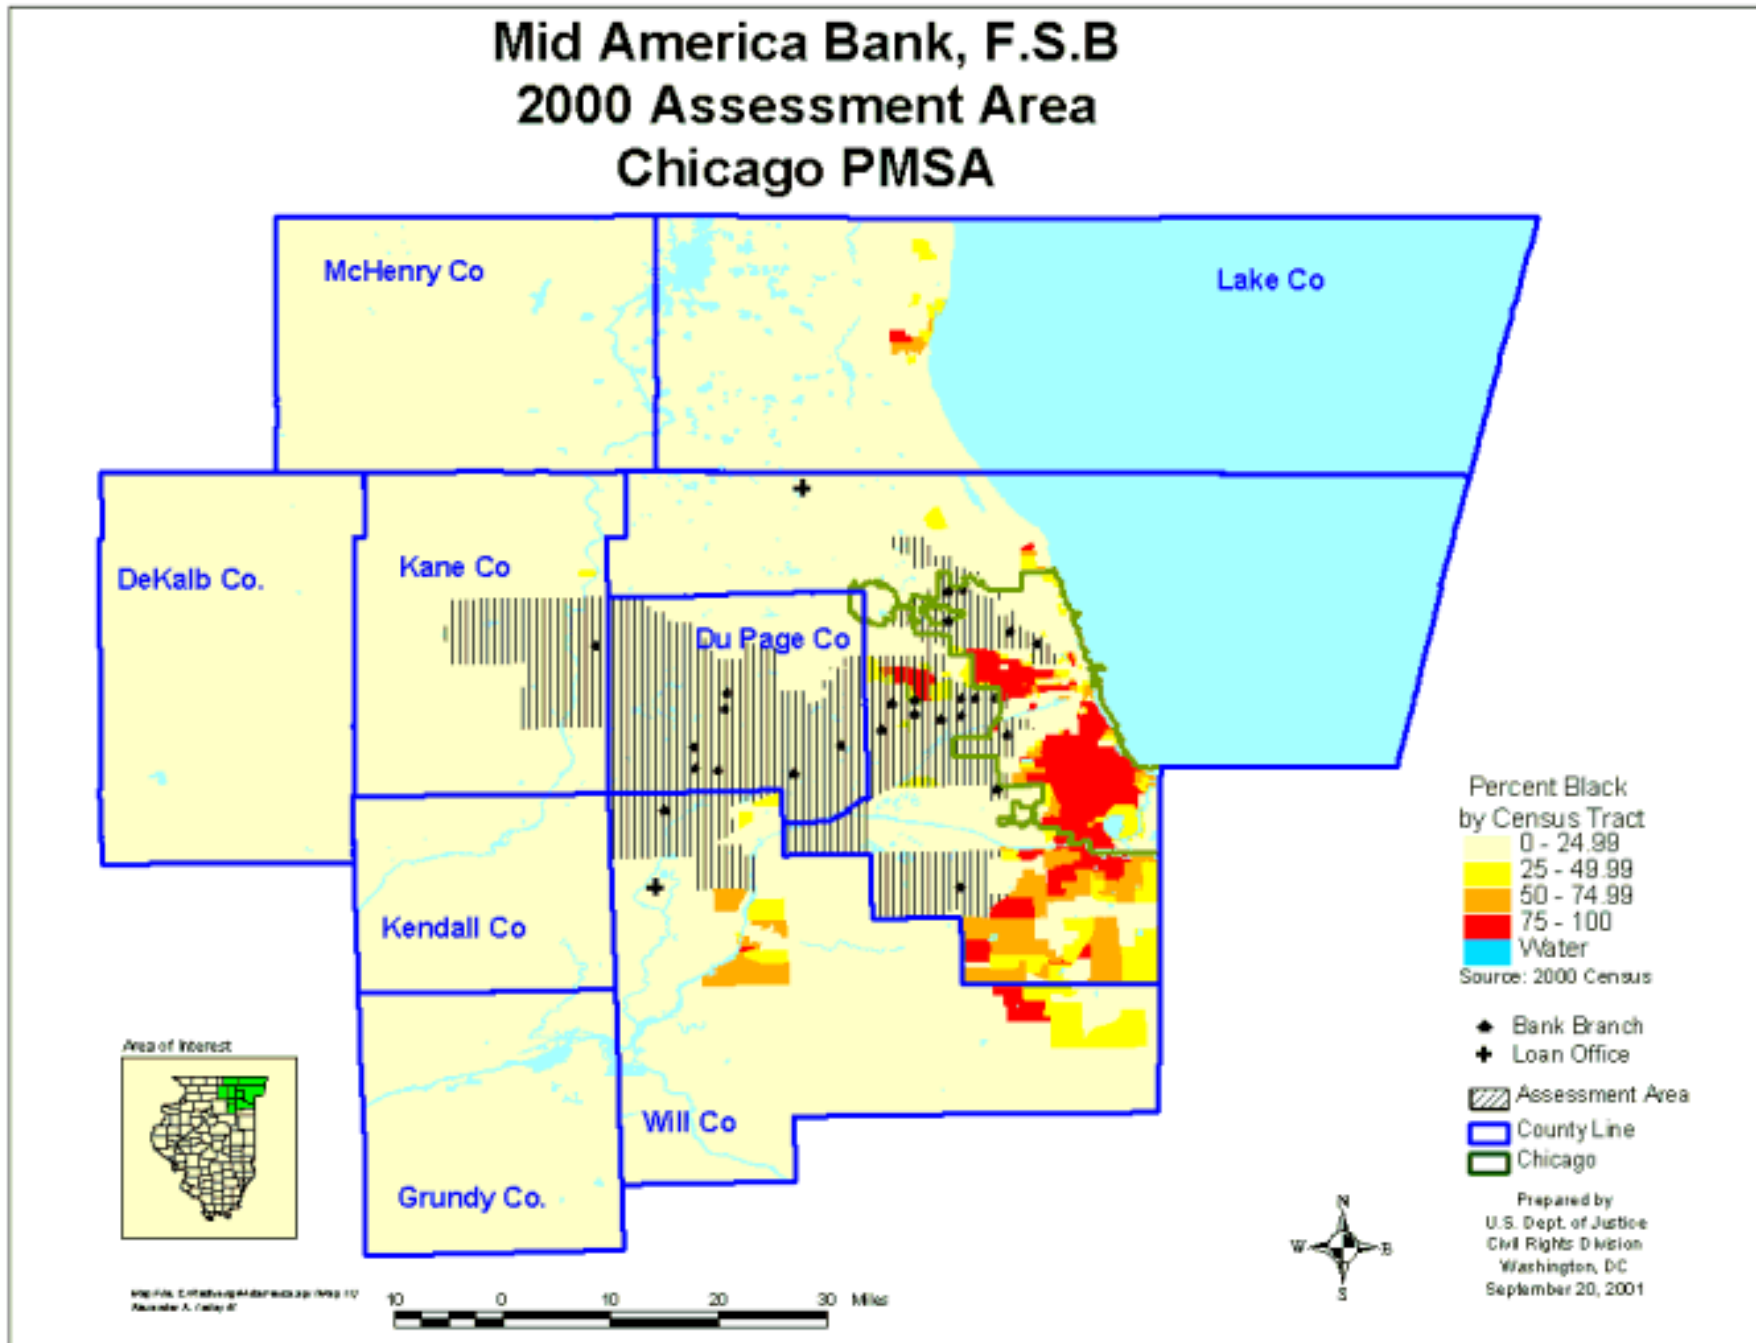 Mid America Bank, F.S.B
2000 Assessment Area
Chicago PMSA
McHenry Co
Lake Co
DeKalb Co.
Kane Co
Du Page Co
Kendall Co
Will Co
Grundy Co.
Percent Black
by Census Tract
0 - 24.99
25 - 49.99
50 - 74.99
75 - 100
Water
Source: 2000 Census
Bank Branch
Loan Office
Assessment Area
County Line
Chicago
Area of Interest
Prepared by
U.S. Dept. of Justice
Civil Rights Division
Washington, DC
September 20, 2001
N
W E
S
10 0 10 20 30 Miles